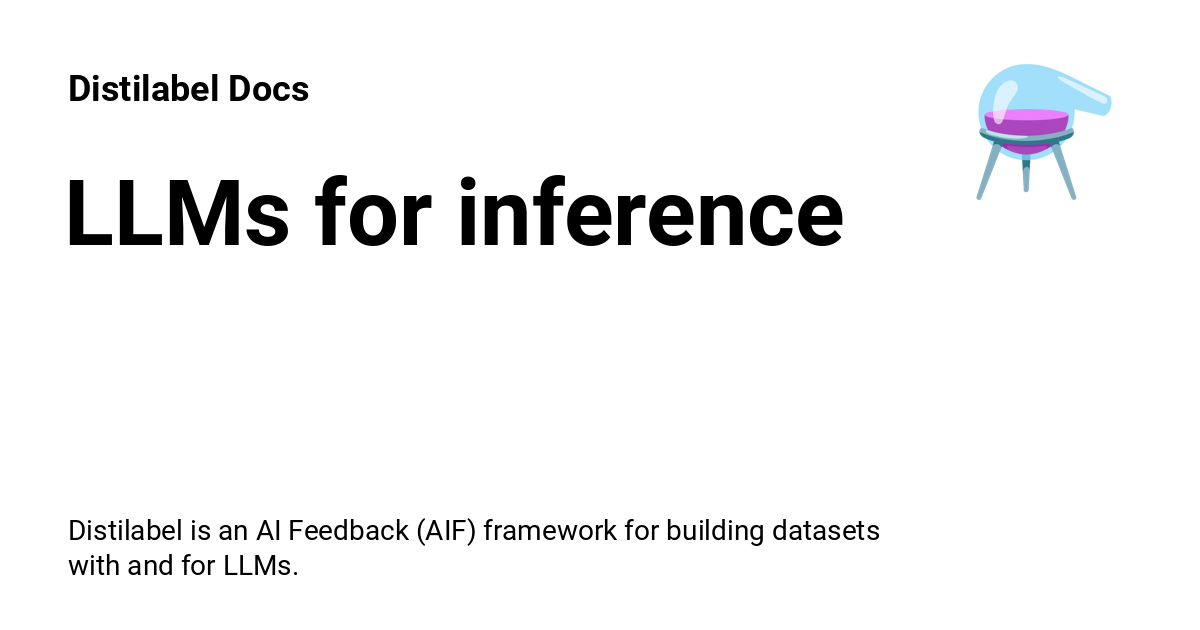 Distilabel Docs
LLMs for inference
Distilabel is an AI Feedback (AIF) framework for building datasets
with and for LLMs.